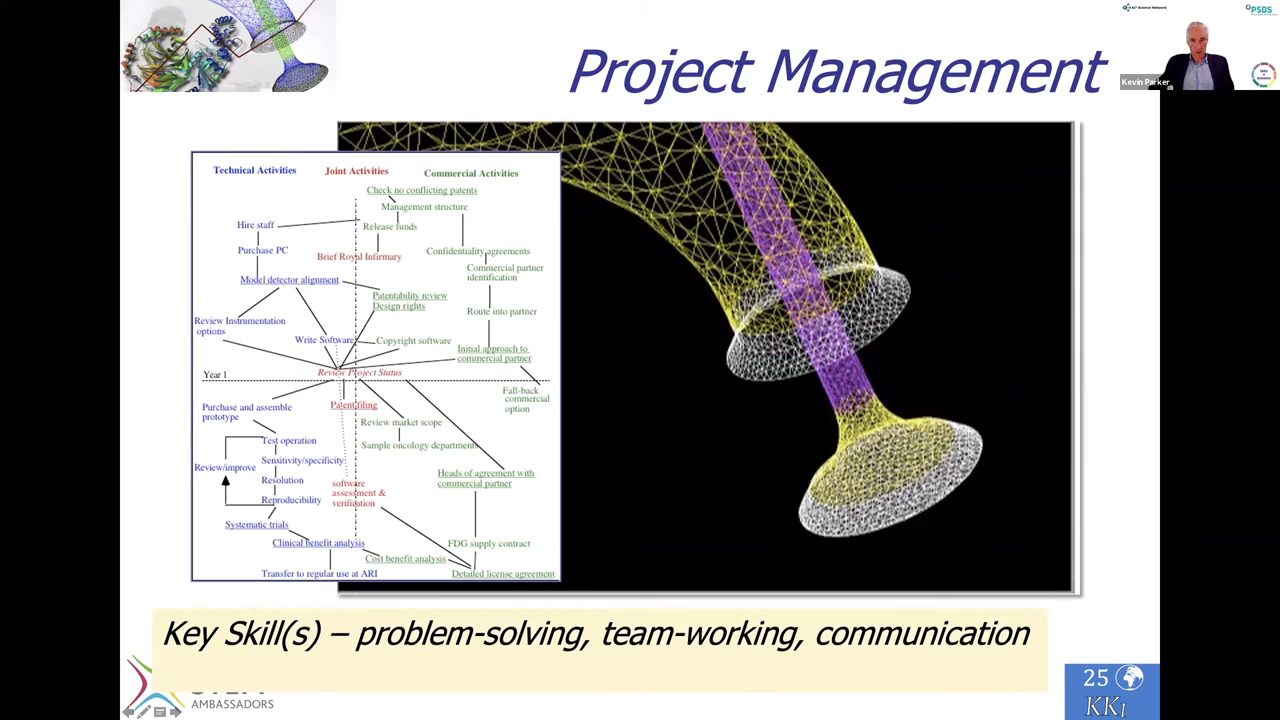 AI³ Science Network
PSDS
Kevin Parker
Project Management
Technical Activities
Joint Activities
Commercial Activities
Check no conflicting patents
Management structure
Hire staff
Release funds
Purchase PC
Brief Royal Infirmary
Confidentiality agreements
Commercial partner
identification
Model detector alignment
Patentability review
Design rights
Route into partner
Review Instrumentation
options
Write Software
Copyright software
Initial approach to
commercial partner
Review Project Status
Year 1
Fall-back
commercial
option
Purchase and assemble
prototype
Patent filing
Review market scope
Test operation
Sample oncology departments
Sensitivity/specificity
Review/improve
Resolution
Heads of agreement with
commercial partner
software
assessment &
verification
Reproducibility
Systematic trials
Clinical benefit analysis
FDG supply contract
Cost benefit analysis
Transfer to regular use at ARI
Detailed license agreement
Key Skill(s) – problem-solving, team-working, communication
AMBASSADORS
25
KKI